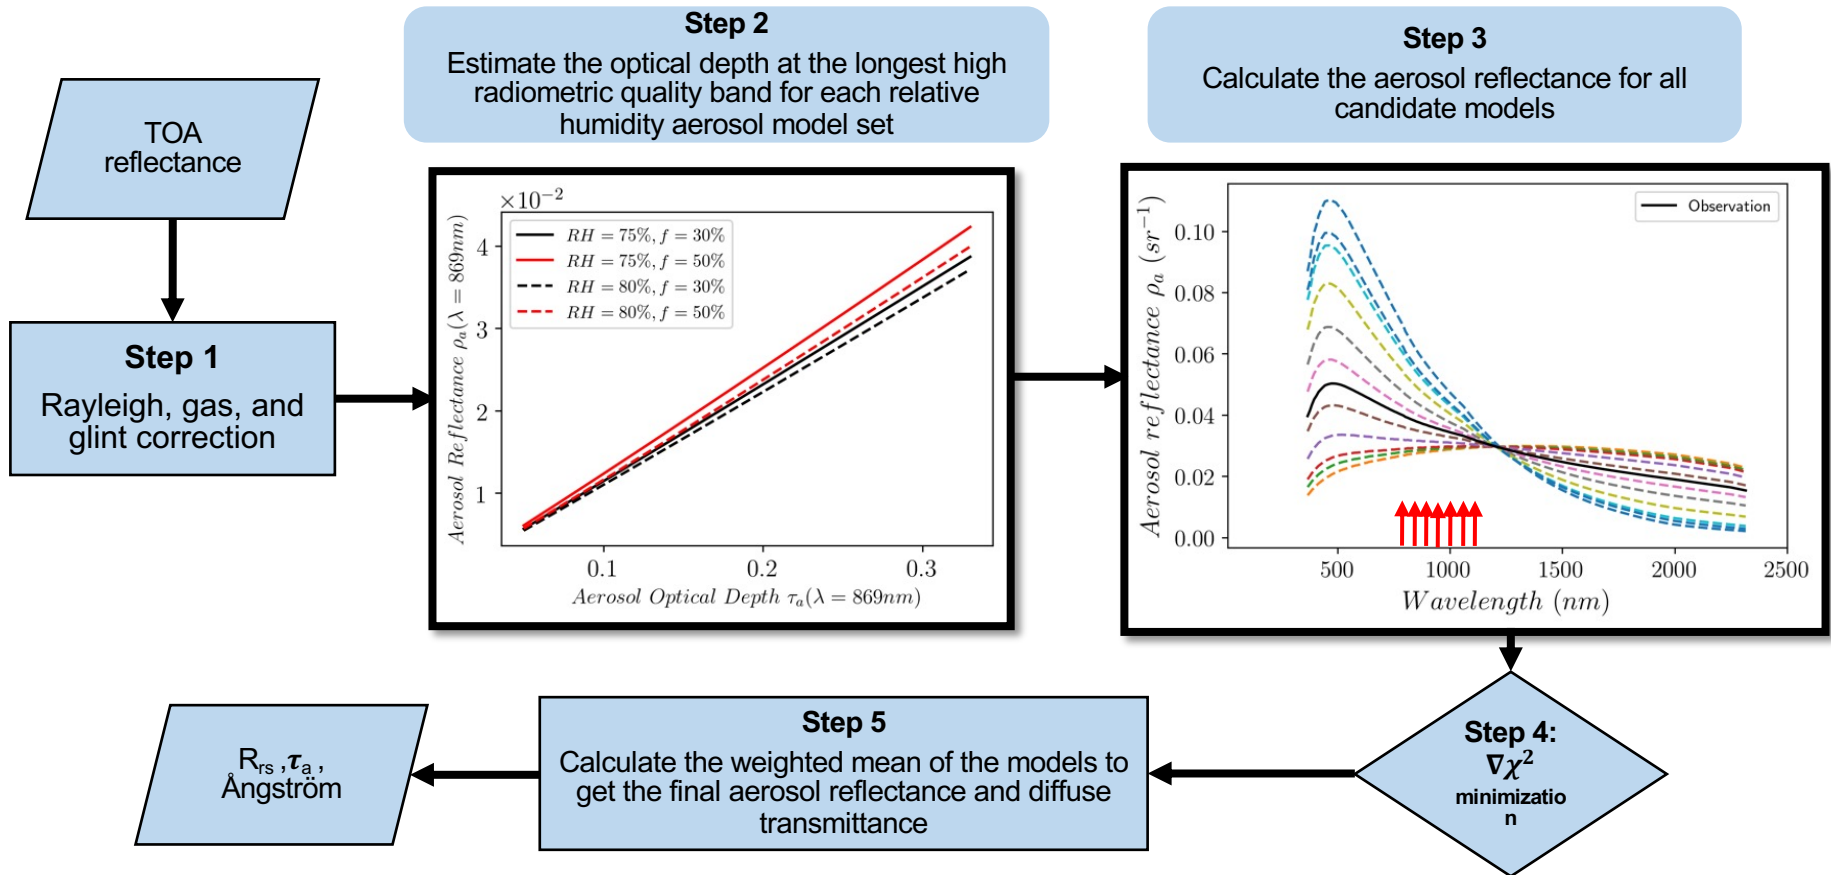 TOA
reflectance
Step 1
Rayleigh, gas, and
glint correction
Step 2
Estimate the optical depth at the longest high
radiometric quality band for each relative
humidity aerosol model set
×10⁻²
Aerosol Reflectance ρₐ(λ = 869nm)
4
3
2
1
RH = 75%, f = 30%
RH = 75%, f = 50%
RH = 80%, f = 30%
RH = 80%, f = 50%
0.1 0.2 0.3
Aerosol Optical Depth τₐ(λ = 869nm)
Step 3
Calculate the aerosol reflectance for all
candidate models
Aerosol reflectance ρₐ (sr⁻¹)
0.10
0.08
0.06
0.04
0.02
0.00
Observation
500 1000 1500 2000 2500
Wavelength (nm)
Step 4:
∇χ²
minimizatio
n
Step 5
Calculate the weighted mean of the models to
get the final aerosol reflectance and diffuse
transmittance
Rrs ,τₐ ,
Ångström